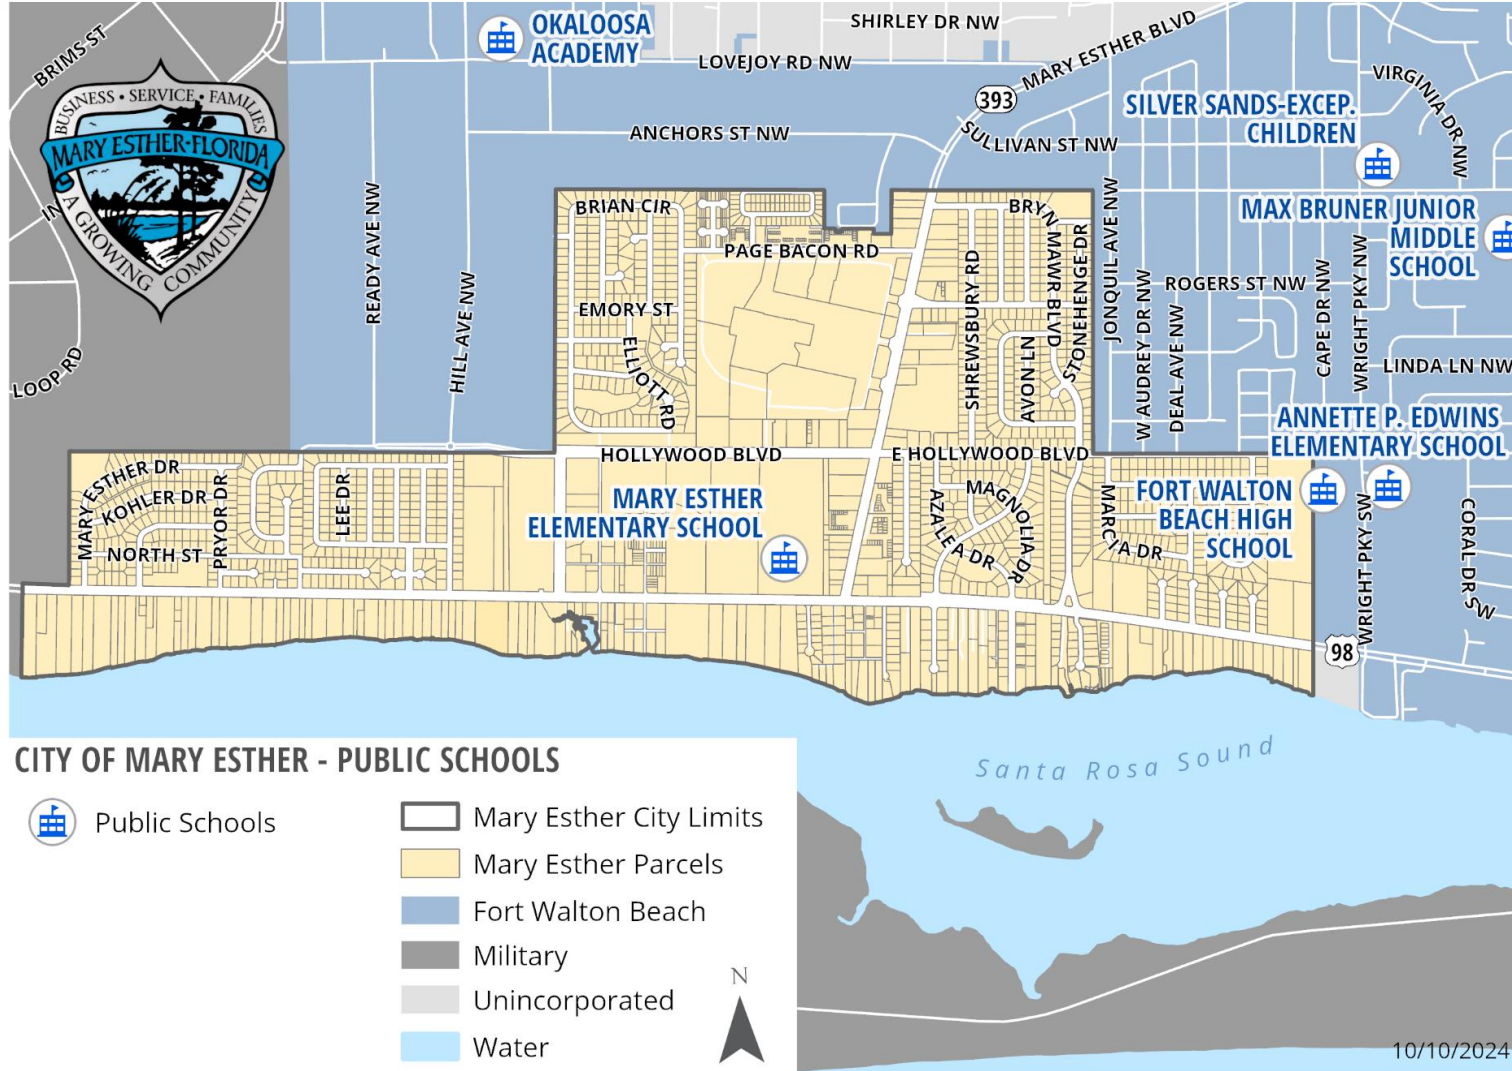 OKALOOSA
ACADEMY
SHIRLEY DR NW
LOVEJOY RD NW
MARY ESTHER BLVD
393
BRIMS ST
BUSINESS • SERVICE • FAMILIES
MARY ESTHER•FLORIDA
A GROWING COMMUNITY
ANCHORS ST NW
SULLIVAN ST NW
SILVER SANDS-EXCEP.
CHILDREN
VIRGINIA DR NW
MAX BRUNER JUNIOR
MIDDLE
SCHOOL
READY AVE NW
HILL AVE NW
LOOP RD
BRIAN CIR
PAGE BACON RD
EMORY ST
ELLIOTT RD
BRYN MAWR BLVD
STONEHENGE DR
SHREWSBURY RD
AVON LN
JONQUIL AVE NW
W AUDREY DR NW
DEAL AVE NW
ROGERS ST NW
CAPE DR NW
WRIGHT PKY NW
LINDA LN NW
ANNETTE P. EDWINS
ELEMENTARY SCHOOL
HOLLYWOOD BLVD
E HOLLYWOOD BLVD
MARY ESTHER DR
KOHLER DR
NORTH ST
PRYOR DR
LEE DR
MARY ESTHER
ELEMENTARY SCHOOL
AZALEA DR
MAGNOLIA DR
MARCIA DR
FORT WALTON
BEACH HIGH
SCHOOL
WRIGHT PKY SW
CORAL DR SW
98
Santa Rosa Sound
CITY OF MARY ESTHER - PUBLIC SCHOOLS
Public Schools
Mary Esther City Limits
Mary Esther Parcels
Fort Walton Beach
Military
Unincorporated
Water
N
10/10/2024